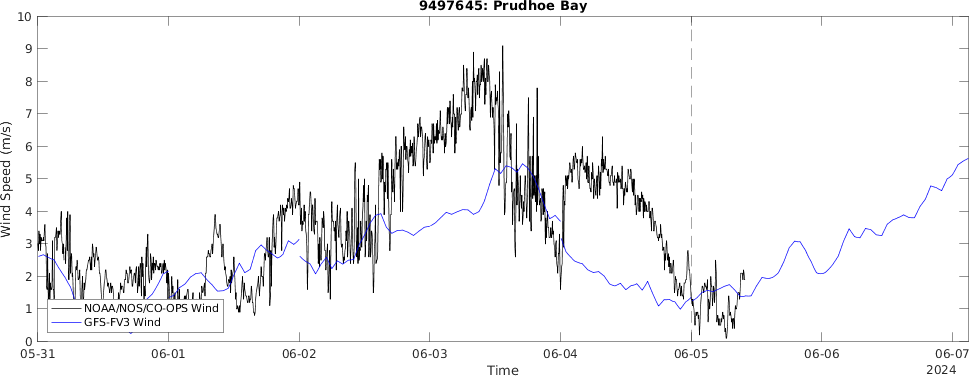 9497645: Prudhoe Bay
Wind Speed (m/s)
10
9
8
7
6
5
4
3
2
1
0
NOAA/NOS/CO-OPS Wind
GFS-FV3 Wind
05-31 06-01 06-02 06-03 06-04 06-05 06-06 06-07
Time
2024